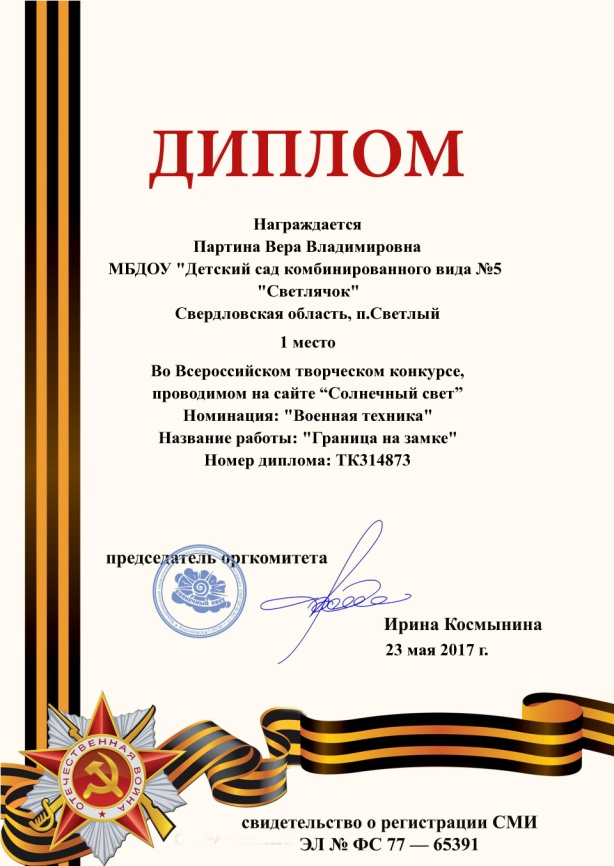 ДИПЛОМ
Награждается
Партина Вера Владимировна
МБДОУ "Детский сад комбинированного вида №5
"Светлячок"
Свердловская область, п.Светлый
1 место
Во Всероссийском творческом конкурсе,
проводимом на сайте “Солнечный свет”
Номинация: "Военная техника"
Название работы: "Граница на замке"
Номер диплома: ТК314873
председатель оргкомитета
Солнечный свет
Ирина Космынина
23 мая 2017 г.
ОТЕЧЕСТВЕННАЯ ВОЙНА
свидетельство о регистрации СМИ
ЭЛ № ФС 77 — 65391